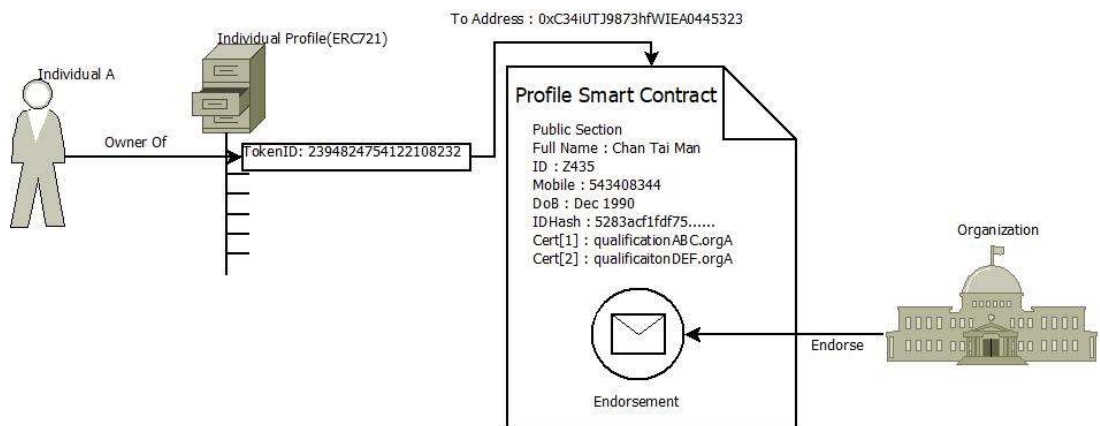 To Address : 0xC34iUTJ9873hfWIEA0445323
Individual Profile(ERC721)
Individual A
Owner Of
TokenID: 2394824754122108232
Profile Smart Contract
Public Section
Full Name : Chan Tai Man
ID : Z435
Mobile : 543408344
DoB : Dec 1990
IDHash : 5283acf1fdf75......
Cert[1] : qualificationABC.orgA
Cert[2] : qualificaitonDEF.orgA
Organization
Endorse
Endorsement